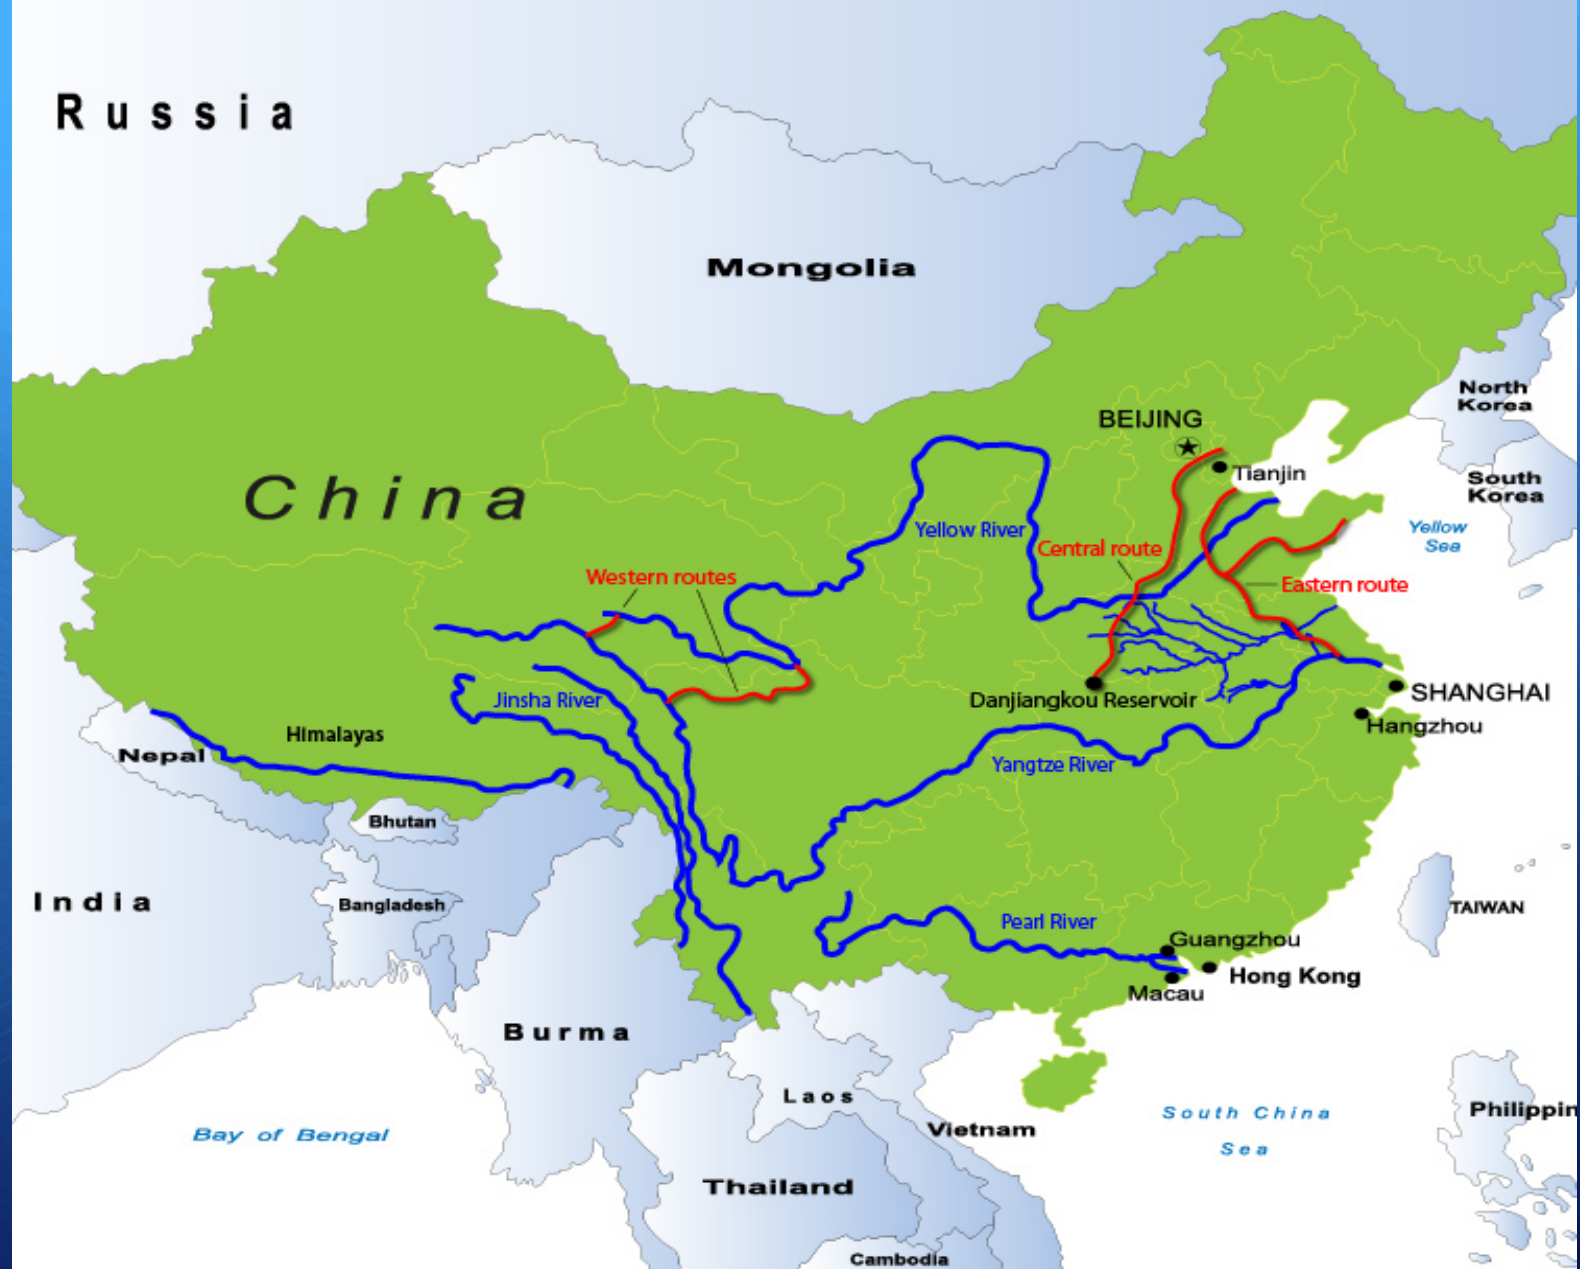 Russia
Mongolia
North
Korea
BEIJING
Tianjin
South
Korea
China
Yellow
Sea
Yellow River
Central route
Western routes
Eastern route
Jinsha River
Danjiangkou Reservoir
SHANGHAI
Himalayas
Hangzhou
Nepal
Yangtze River
Bhutan
India
Bangladesh
TAIWAN
Pearl River
Guangzhou
Hong Kong
Macau
Burma
Laos
South China
Sea
Philippin
Bay of Bengal
Vietnam
Thailand
Cambodia